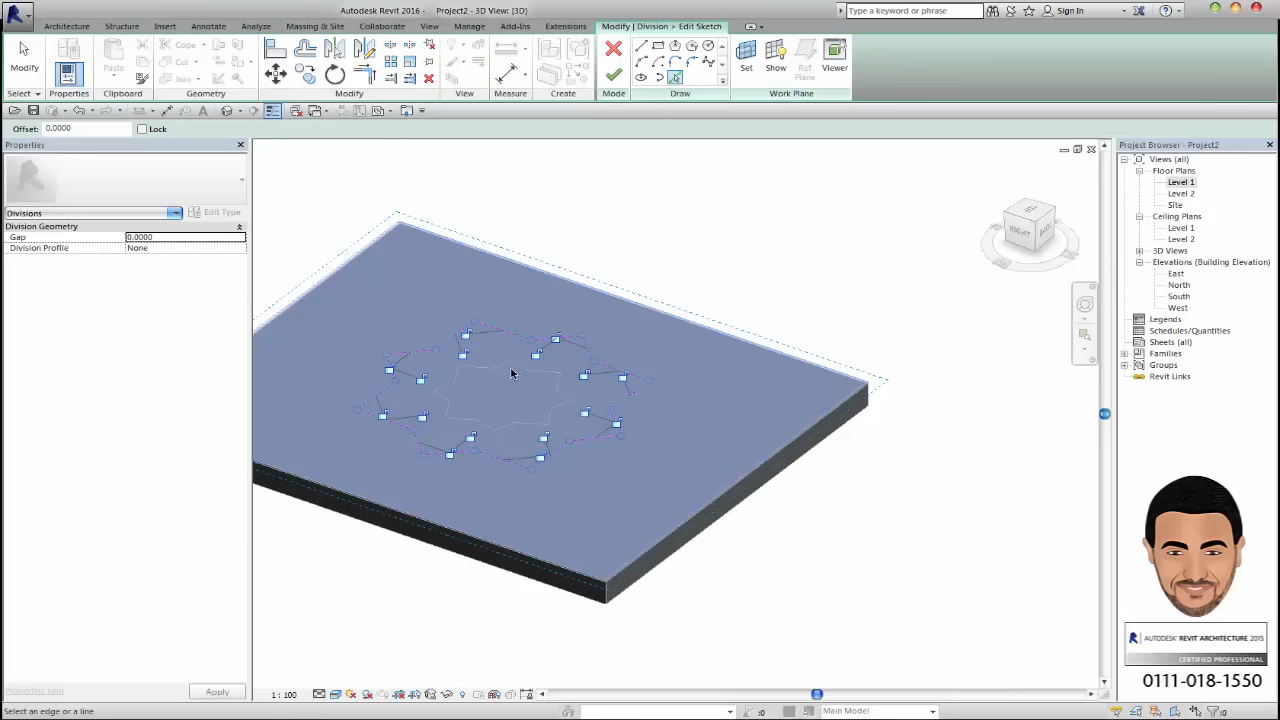 Autodesk Revit 2016 - Project2 - 3D View: {3D}
Type a keyword or phrase
Sign In
Architecture Structure Insert Annotate Analyze Massing & Site Collaborate View Manage Add-Ins Extensions Modify | Division > Edit Sketch
Modify
Paste
Cope
Cut
Join
Set Show Ref Plane Viewer
Select Properties Clipboard Geometry Modify View Measure Create Mode Draw Work Plane
Offset: 0.0000 Lock
Properties
Divisions Edit Type
Division Geometry
Gap 0.0000
Division Profile None
Properties help Apply
RIGHT
Project Browser - Project2
Views (all)
Floor Plans
Level 1
Level 2
Site
Ceiling Plans
Level 1
Level 2
3D Views
Elevations (Building Elevation)
East
North
South
West
Legends
Schedules/Quantities
Sheets (all)
Families
Groups
Revit Links
AUTODESK REVIT ARCHITECTURE 2015
CERTIFIED PROFESSIONAL
0111-018-1550
1 : 100
Select an edge or a line
:0
Main Model
:0